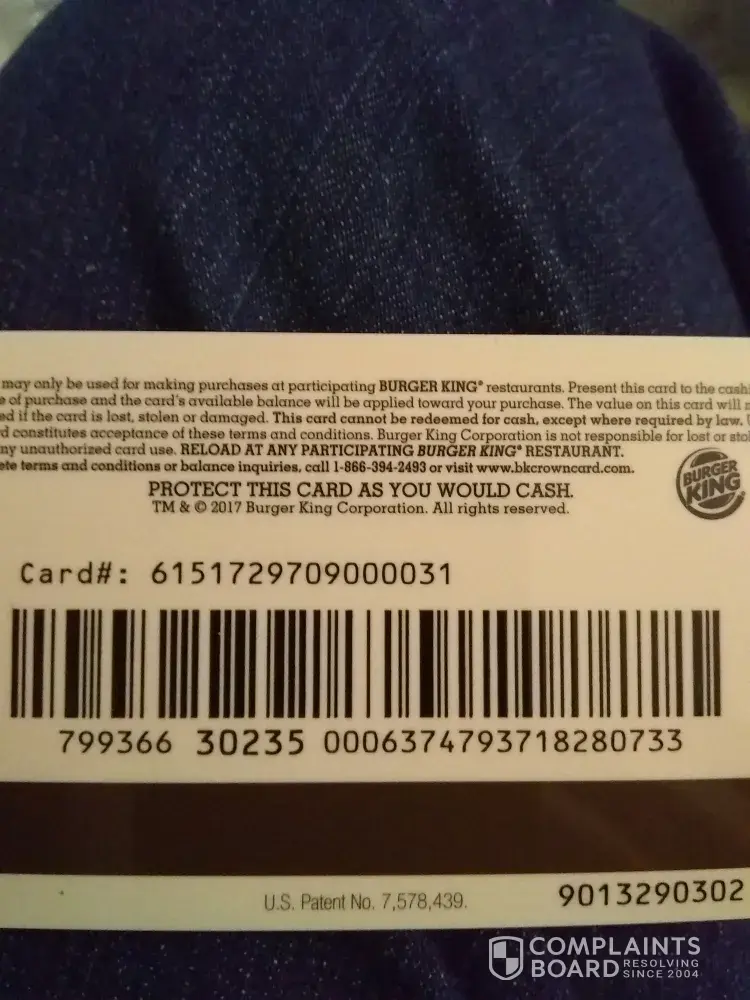 may only be used for making purchases at participating BURGER KING® restaurants. Present this card to the
of purchase and the card's available balance will be applied toward your purchase. The value on this card will
if the card is lost, stolen or damaged. This card cannot be redeemed for cash, except where required by law.
constitutes acceptance of these terms and conditions. Burger King Corporation is not responsible for lost or
any unauthorized card use. RELOAD AT ANY PARTICIPATING BURGER KING® RESTAURANT.
terms and conditions or balance inquiries, call 1-866-394-2493 or visit www.bkcrowncard.com.
PROTECT THIS CARD AS YOU WOULD CASH.
TM & © 2017 Burger King Corporation. All rights reserved.
BURGER
KING®
Card#: 6151729709000031
799366 30235 0006374793718280733
U.S. Patent No. 7,578,439.
9013290302
COMPLAINTS
BOARD RESOLVING
SINCE 2004